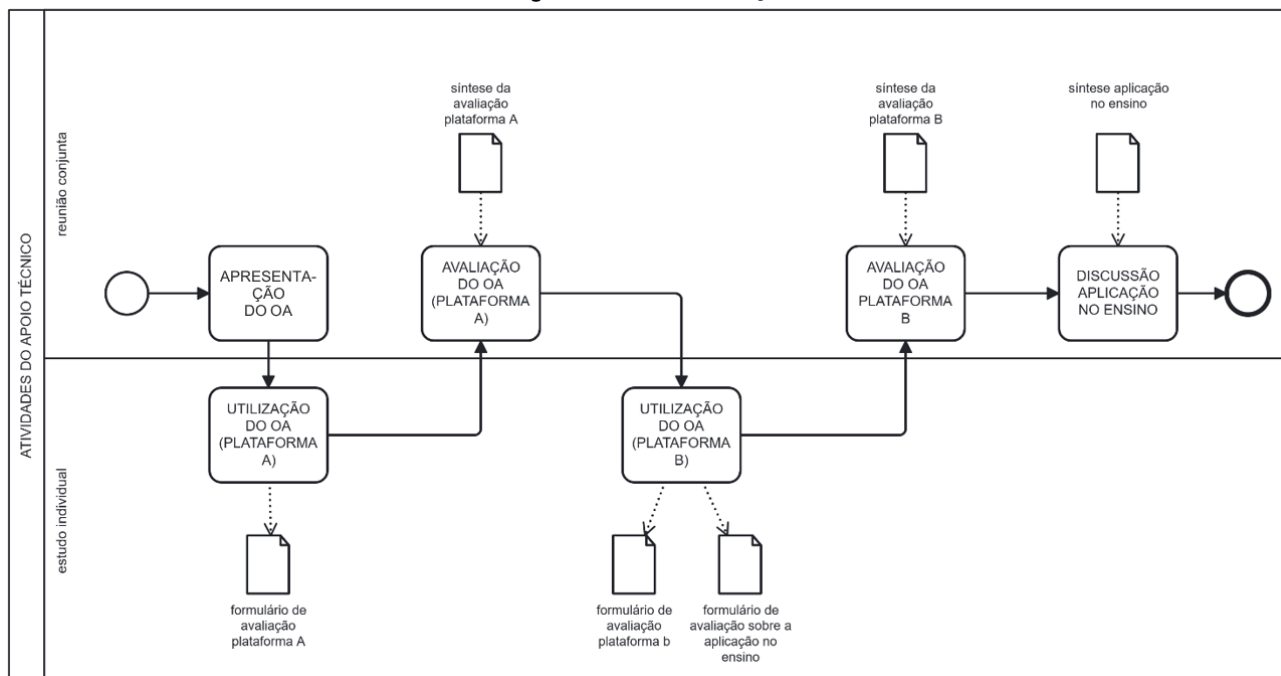 ATIVIDADES DO APOIO TÉCNICO
reunião conjunta
síntese da
avaliação
plataforma A
síntese da
avaliação
plataforma B
síntese aplicação
no ensino
APRESENTA-
ÇÃO
DO OA
AVALIAÇÃO
DO OA
(PLATAFORMA
A)
AVALIAÇÃO
DO OA
PLATAFORMA
B
DISCUSSÃO
APLICAÇÃO
NO ENSINO
estudo individual
UTILIZAÇÃO
DO OA
(PLATAFORMA
A)
UTILIZAÇÃO
DO OA
(PLATAFORMA
B)
formulário de
avaliação
plataforma A
formulário de
avaliação
plataforma b
formulário de
avaliação sobre a
aplicação no
ensino